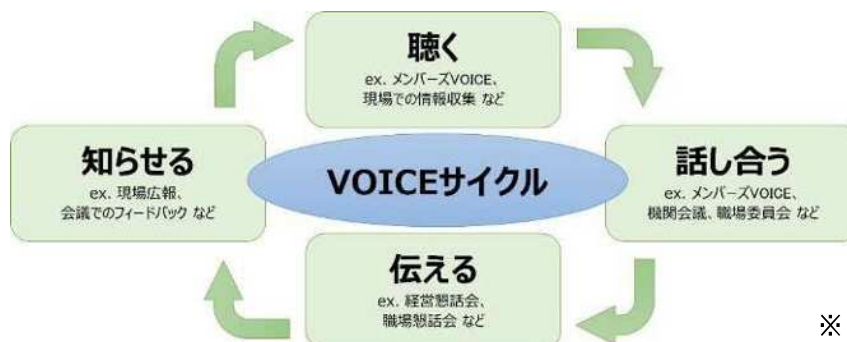 聴く
ex. メンバーズVOICE、
現場での情報収集 など
知らせる
ex. 現場広報、
会議でのフィードバック など
VOICEサイクル
話し合う
ex. メンバーズVOICE、
機関会議、職場委員会 など
伝える
ex. 経営懇話会、
職場懇話会 など
※